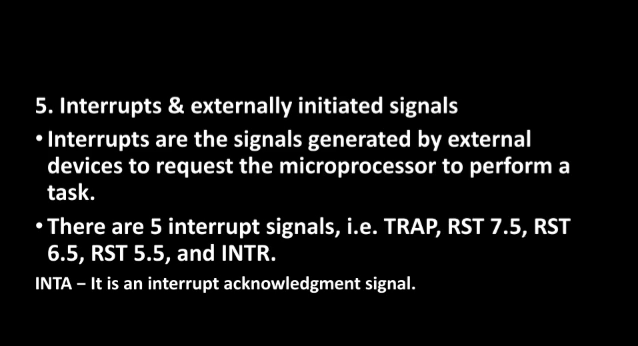 5. Interrupts & externally initiated signals
• Interrupts are the signals generated by external
devices to request the microprocessor to perform a
task.
• There are 5 interrupt signals, i.e. TRAP, RST 7.5, RST
6.5, RST 5.5, and INTR.
INTA – It is an interrupt acknowledgment signal.